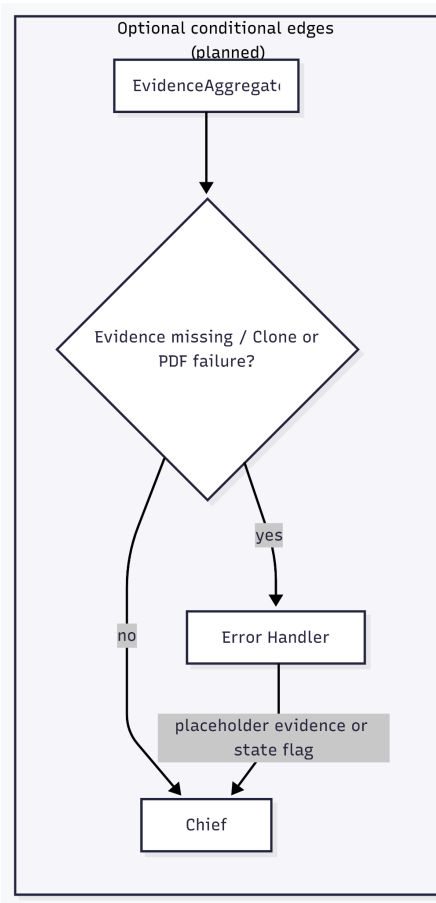 Optional conditional edges
(planned)
EvidenceAggregat
Evidence missing / Clone or
PDF failure?
yes
no
Error Handler
placeholder evidence or
state flag
Chief